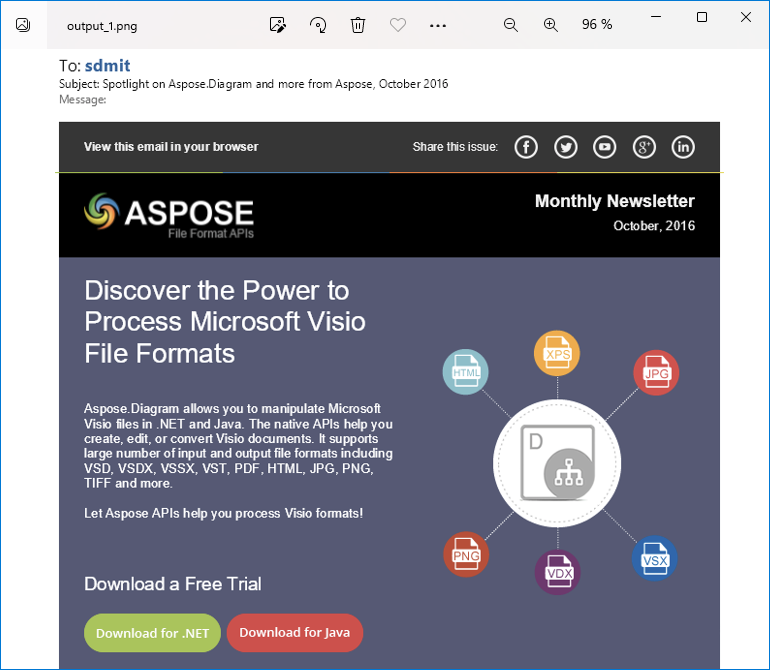 output_1.png
96 %
To: sdmit
Subject: Spotlight on Aspose.Diagram and more from Aspose, October 2016
Message:
View this email in your browser
Share this issue:
ASPOSE
File Format APIs
Monthly Newsletter
October, 2016
Discover the Power to
Process Microsoft Visio
File Formats
Aspose.Diagram allows you to manipulate Microsoft
Visio files in .NET and Java. The native APIs help you
create, edit, or convert Visio documents. It supports
large number of input and output file formats including
VSD, VSDX, VSSX, VST, PDF, HTML, JPG, PNG,
TIFF and more.
Let Aspose APIs help you process Visio formats!
HTML
XPS
JPG
D
PNG
VDX
VSX
Download a Free Trial
Download for .NET
Download for Java